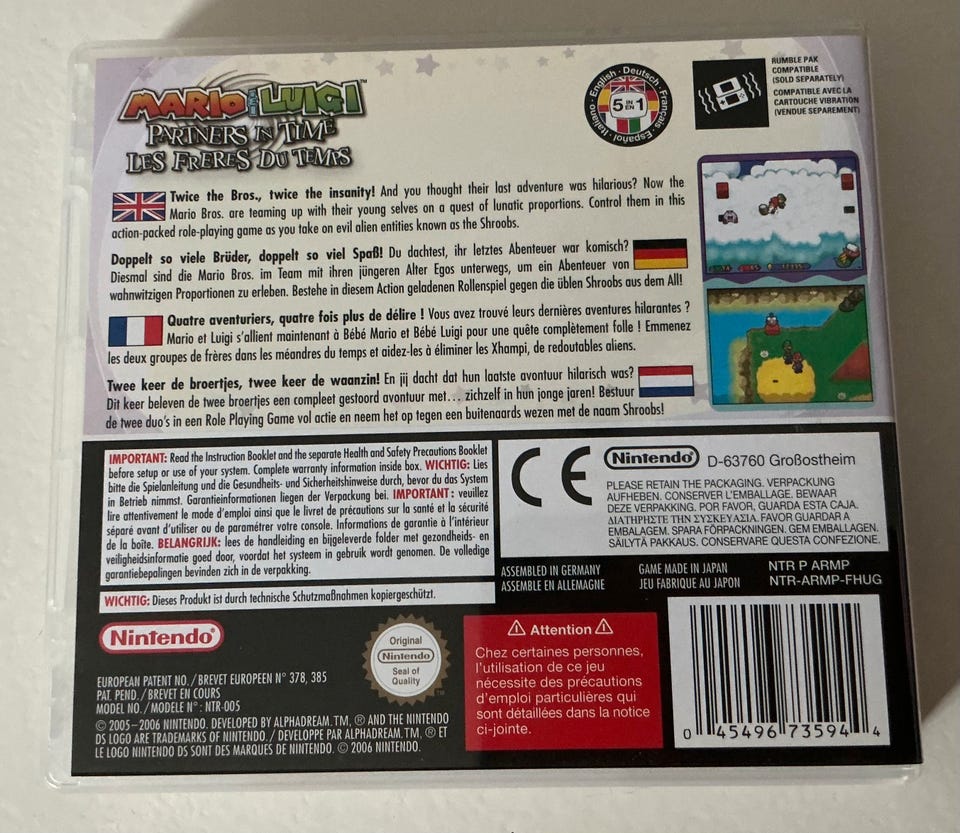 MARIO & LUIGI™
PARTNERS IN TIME
LES FRÈRES DU TEMPS
English · Deutsch · Français · Español · Italiano
5 IN EN 1
RUMBLE PAK
COMPATIBLE
(SOLD SEPARATELY)
COMPATIBLE AVEC LA
CARTOUCHE VIBRATION
(VENDUE SEPAREMENT)
Twice the Bros., twice the insanity! And you thought their last adventure was hilarious? Now the
Mario Bros. are teaming up with their young selves on a quest of lunatic proportions. Control them in this
action-packed role-playing game as you take on evil alien entities known as the Shroobs.
Doppelt so viele Brüder, doppelt so viel Spaß! Du dachtest, ihr letztes Abenteuer war komisch?
Diesmal sind die Mario Bros. im Team mit ihren jüngeren Alter Egos unterwegs, um ein Abenteuer von
wahnwitzigen Proportionen zu erleben. Bestehe in diesem Action geladenen Rollenspiel gegen die üblen Shroobs aus dem All!
Quatre aventuriers, quatre fois plus de délire ! Vous avez trouvé leurs dernières aventures hilarantes ?
Mario et Luigi s'allient maintenant à Bébé Mario et Bébé Luigi pour une quête complètement folle ! Emmenez
les deux groupes de frères dans les méandres du temps et aidez-les à éliminer les Xhampi, de redoutables aliens.
Twee keer de broertjes, twee keer de waanzin! En jij dacht dat hun laatste avontuur hilarisch was?
Dit keer beleven de twee broertjes een compleet gestoord avontuur met... zichzelf in hun jonge jaren! Bestuur
de twee duo's in een Role Playing Game vol actie en neem het op tegen een buitenaards wezen met de naam Shroobs!
IMPORTANT: Read the Instruction Booklet and the separate Health and Safety Precautions Booklet
before setup or use of your system. Complete warranty information inside box. WICHTIG: Lies
bitte die Spielanleitung und die Gesundheits- und Sicherheitshinweise durch, bevor du das System
in Betrieb nimmst. Garantieinformationen liegen der Verpackung bei. IMPORTANT : veuillez
lire attentivement le mode d'emploi ainsi que le livret de précautions sur la santé et la sécurité
séparé avant d'utiliser ou de paramétrer votre console. Informations de garantie à l'intérieur
de la boîte. BELANGRIJK: lees de handleiding en bijgeleverde folder met gezondheids- en
veiligheidsinformatie goed door, voordat het systeem in gebruik wordt genomen. De volledige
garantiebepalingen bevinden zich in de verpakking.
WICHTIG: Dieses Produkt ist durch technische Schutzmaßnahmen kopiergeschützt.
CE
Nintendo® D-63760 Großostheim
PLEASE RETAIN THE PACKAGING. VERPACKUNG
AUFHEBEN. CONSERVER L'EMBALLAGE. BEWAAR
DEZE VERPAKKING. POR FAVOR, GUARDA ESTA CAJA.
ΔΙΑΤΗΡΗΣΤΕ ΤΗΝ ΣΥΣΚΕΥΑΣΙΑ. FAVOR GUARDAR A
EMBALAGEM. SPARA FÖRPACKNINGEN. GEM EMBALLAGEN.
SÄILYTÄ PAKKAUS. CONSERVARE QUESTA CONFEZIONE.
ASSEMBLED IN GERMANY
ASSEMBLE EN ALLEMAGNE
GAME MADE IN JAPAN
JEU FABRIQUE AU JAPON
NTR P ARMP
NTR-ARMP-FHUG
Nintendo®
Original
Nintendo®
Seal of
Quality
TM
EUROPEAN PATENT NO./BREVET EUROPEEN N° 378, 385
PAT. PEND./BREVET EN COURS
MODEL NO./MODELE N° : NTR-005
© 2005–2006 NINTENDO. DEVELOPED BY ALPHADREAM.TM, ® AND THE NINTENDO
DS LOGO ARE TRADEMARKS OF NINTENDO. / DEVELOPPE PAR ALPHADREAM.TM, ® ET
LE LOGO NINTENDO DS SONT DES MARQUES DE NINTENDO. © 2006 NINTENDO.
Attention
Chez certaines personnes,
l'utilisation de ce jeu
nécessite des précautions
d'emploi particulières qui
sont détaillées dans la notice
ci-jointe.
0 45496 73594 4